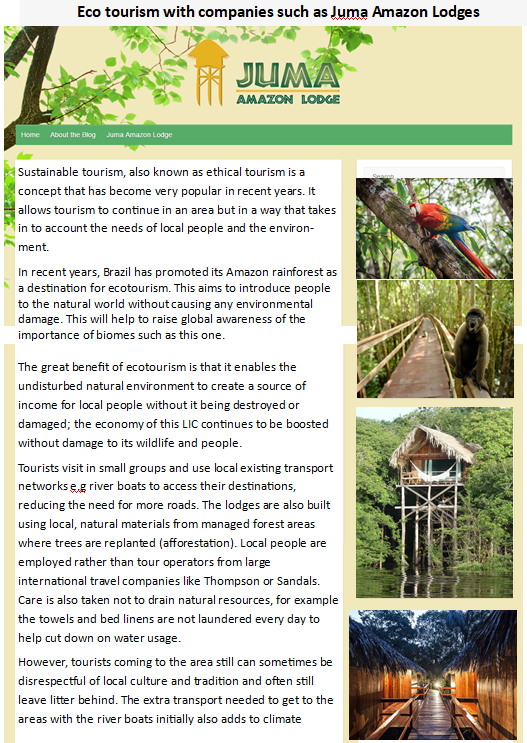 Eco tourism with companies such as Juma Amazon Lodges
JUMA
AMAZON LODGE
Home About the Blog Juma Amazon Lodge
Search
Sustainable tourism, also known as ethical tourism is a
concept that has become very popular in recent years. It
allows tourism to continue in an area but in a way that takes
in to account the needs of local people and the environ-
ment.
In recent years, Brazil has promoted its Amazon rainforest as
a destination for ecotourism. This aims to introduce people
to the natural world without causing any environmental
damage. This will help to raise global awareness of the
importance of biomes such as this one.
The great benefit of ecotourism is that it enables the
undisturbed natural environment to create a source of
income for local people without it being destroyed or
damaged; the economy of this LIC continues to be boosted
without damage to its wildlife and people.
Tourists visit in small groups and use local existing transport
networks e.g river boats to access their destinations,
reducing the need for more roads. The lodges are also built
using local, natural materials from managed forest areas
where trees are replanted (afforestation). Local people are
employed rather than tour operators from large
international travel companies like Thompson or Sandals.
Care is also taken not to drain natural resources, for example
the towels and bed linens are not laundered every day to
help cut down on water usage.
However, tourists coming to the area still can sometimes be
disrespectful of local culture and tradition and often still
leave litter behind. The extra transport needed to get to the
areas with the river boats initially also adds to climate